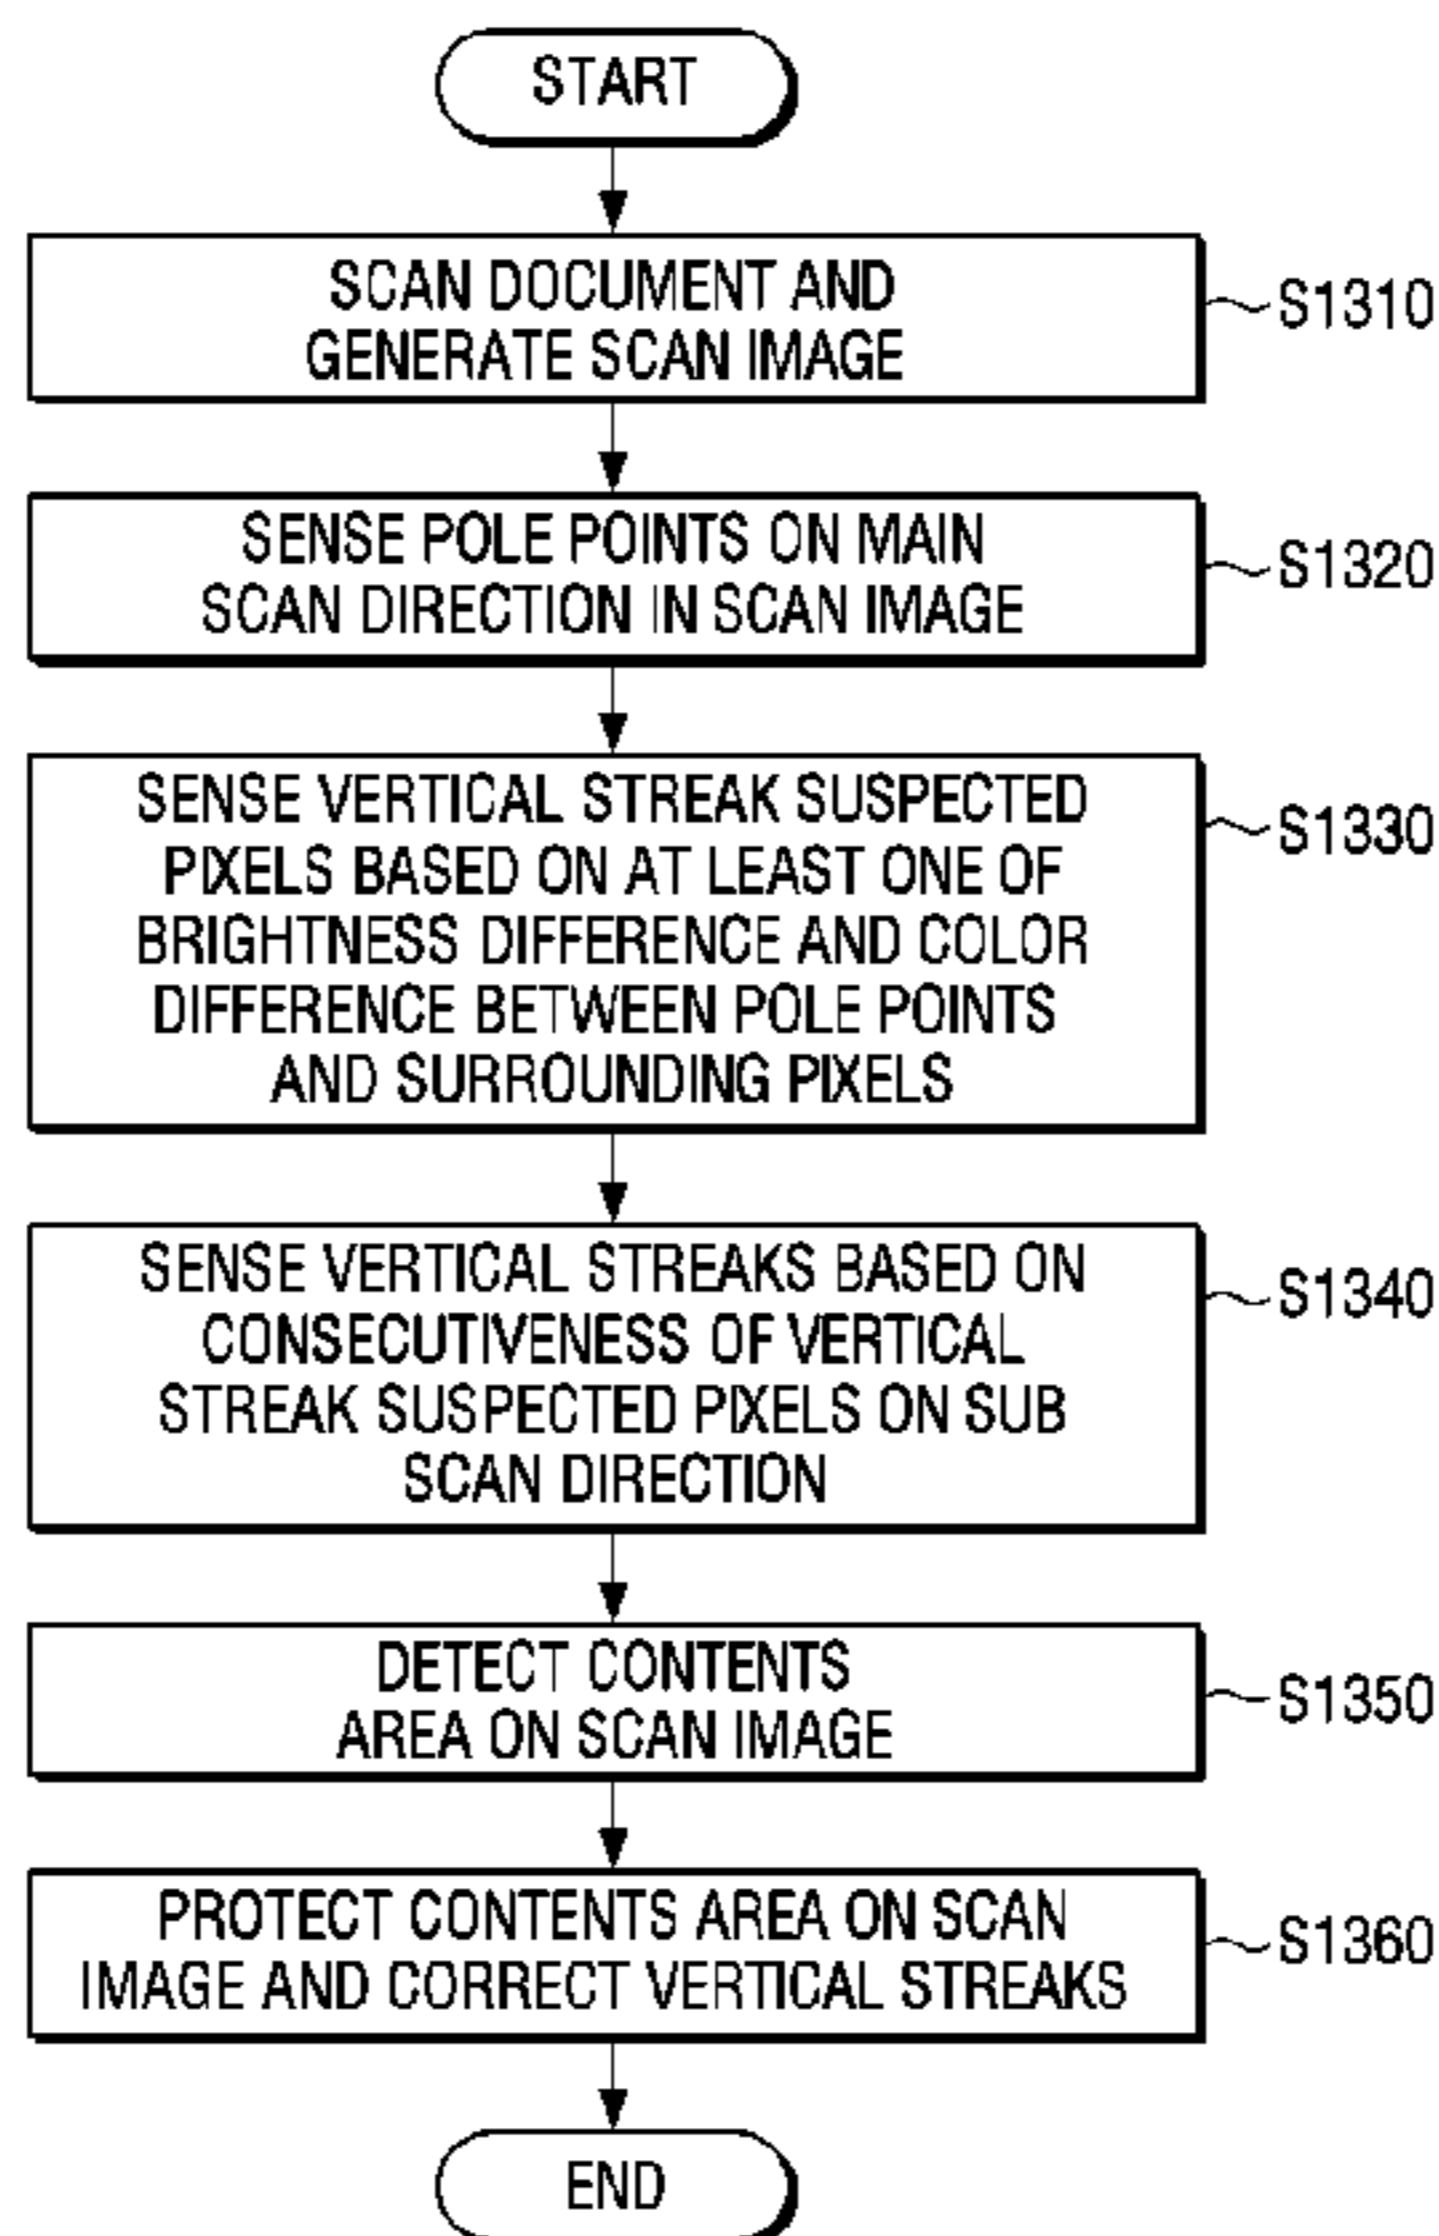 START
SCAN DOCUMENT AND
GENERATE SCAN IMAGE
S1310
SENSE POLE POINTS ON MAIN
SCAN DIRECTION IN SCAN IMAGE
S1320
SENSE VERTICAL STREAK SUSPECTED
PIXELS BASED ON AT LEAST ONE OF
BRIGHTNESS DIFFERENCE AND COLOR
DIFFERENCE BETWEEN POLE POINTS
AND SURROUNDING PIXELS
S1330
SENSE VERTICAL STREAKS BASED ON
CONSECUTIVENESS OF VERTICAL
STREAK SUSPECTED PIXELS ON SUB
SCAN DIRECTION
S1340
DETECT CONTENTS
AREA ON SCAN IMAGE
S1350
PROTECT CONTENTS AREA ON SCAN
IMAGE AND CORRECT VERTICAL STREAKS
S1360
END